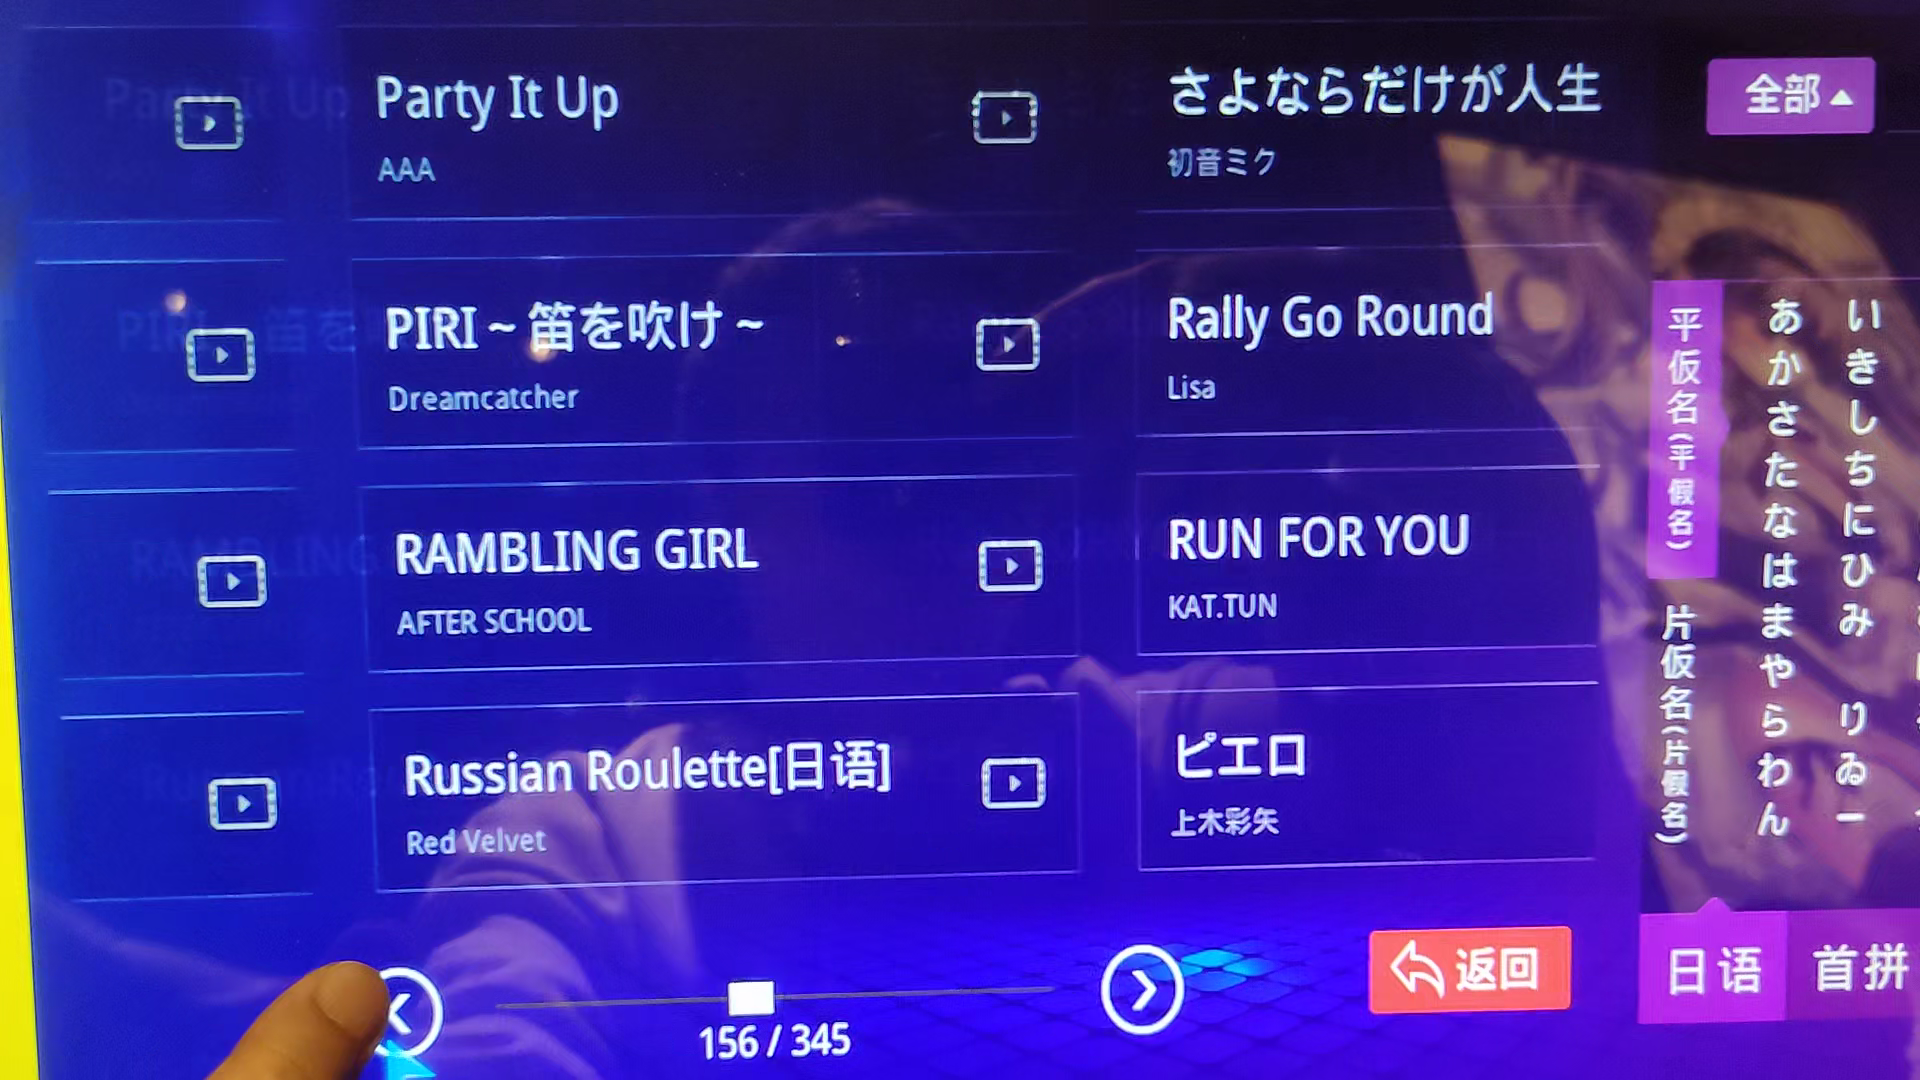 Party It Up
AAA
さよならだけが人生
初音ミク
全部
PIRI ~ 笛を吹け ~
Dreamcatcher
Rally Go Round
Lisa
RAMBLING GIRL
AFTER SCHOOL
RUN FOR YOU
KAT.TUN
Russian Roulette[日语]
Red Velvet
ピエロ
上木彩矢
平仮名(平假名)
片仮名(片假名)
あかさたなはまやらわん
いきしちにひみ りゐー
156 / 345
返回
日语
首拼